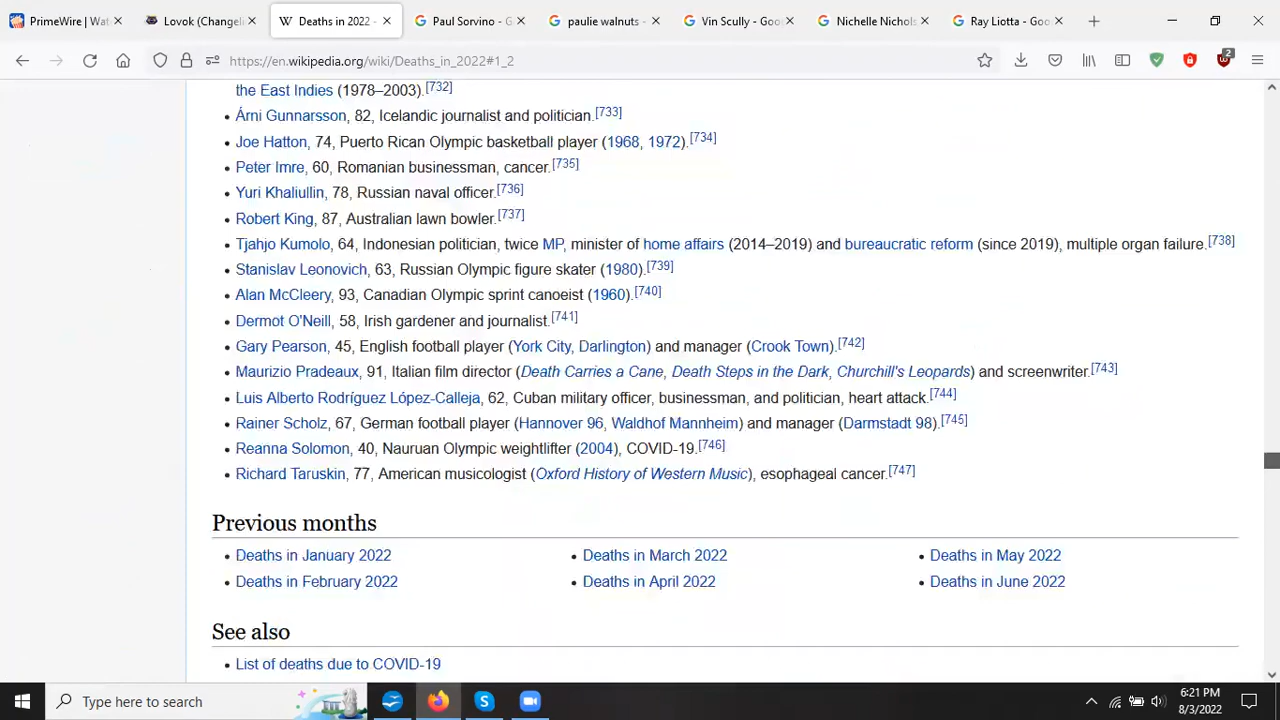 PrimeWire | Wat
Lovok (Changeli
Deaths in 2022 -
Paul Sorvino - G
paulie walnuts -
Vin Scully - Goo
Nichelle Nichols
Ray Liotta - Goo
https://en.wikipedia.org/wiki/Deaths_in_2022#1_2
2
the East Indies (1978–2003).[732]
• Árni Gunnarsson, 82, Icelandic journalist and politician.[733]
• Joe Hatton, 74, Puerto Rican Olympic basketball player (1968, 1972).[734]
• Peter Imre, 60, Romanian businessman, cancer.[735]
• Yuri Khaliullin, 78, Russian naval officer.[736]
• Robert King, 87, Australian lawn bowler.[737]
• Tjahjo Kumolo, 64, Indonesian politician, twice MP, minister of home affairs (2014–2019) and bureaucratic reform (since 2019), multiple organ failure.[738]
• Stanislav Leonovich, 63, Russian Olympic figure skater (1980).[739]
• Alan McCleery, 93, Canadian Olympic sprint canoeist (1960).[740]
• Dermot O'Neill, 58, Irish gardener and journalist.[741]
• Gary Pearson, 45, English football player (York City, Darlington) and manager (Crook Town).[742]
• Maurizio Pradeaux, 91, Italian film director (Death Carries a Cane, Death Steps in the Dark, Churchill's Leopards) and screenwriter.[743]
• Luis Alberto Rodríguez López-Calleja, 62, Cuban military officer, businessman, and politician, heart attack.[744]
• Rainer Scholz, 67, German football player (Hannover 96, Waldhof Mannheim) and manager (Darmstadt 98).[745]
• Reanna Solomon, 40, Nauruan Olympic weightlifter (2004), COVID-19.[746]
• Richard Taruskin, 77, American musicologist (Oxford History of Western Music), esophageal cancer.[747]
Previous months
• Deaths in January 2022
• Deaths in February 2022
• Deaths in March 2022
• Deaths in April 2022
• Deaths in May 2022
• Deaths in June 2022
See also
• List of deaths due to COVID-19
Type here to search
6:21 PM
8/3/2022